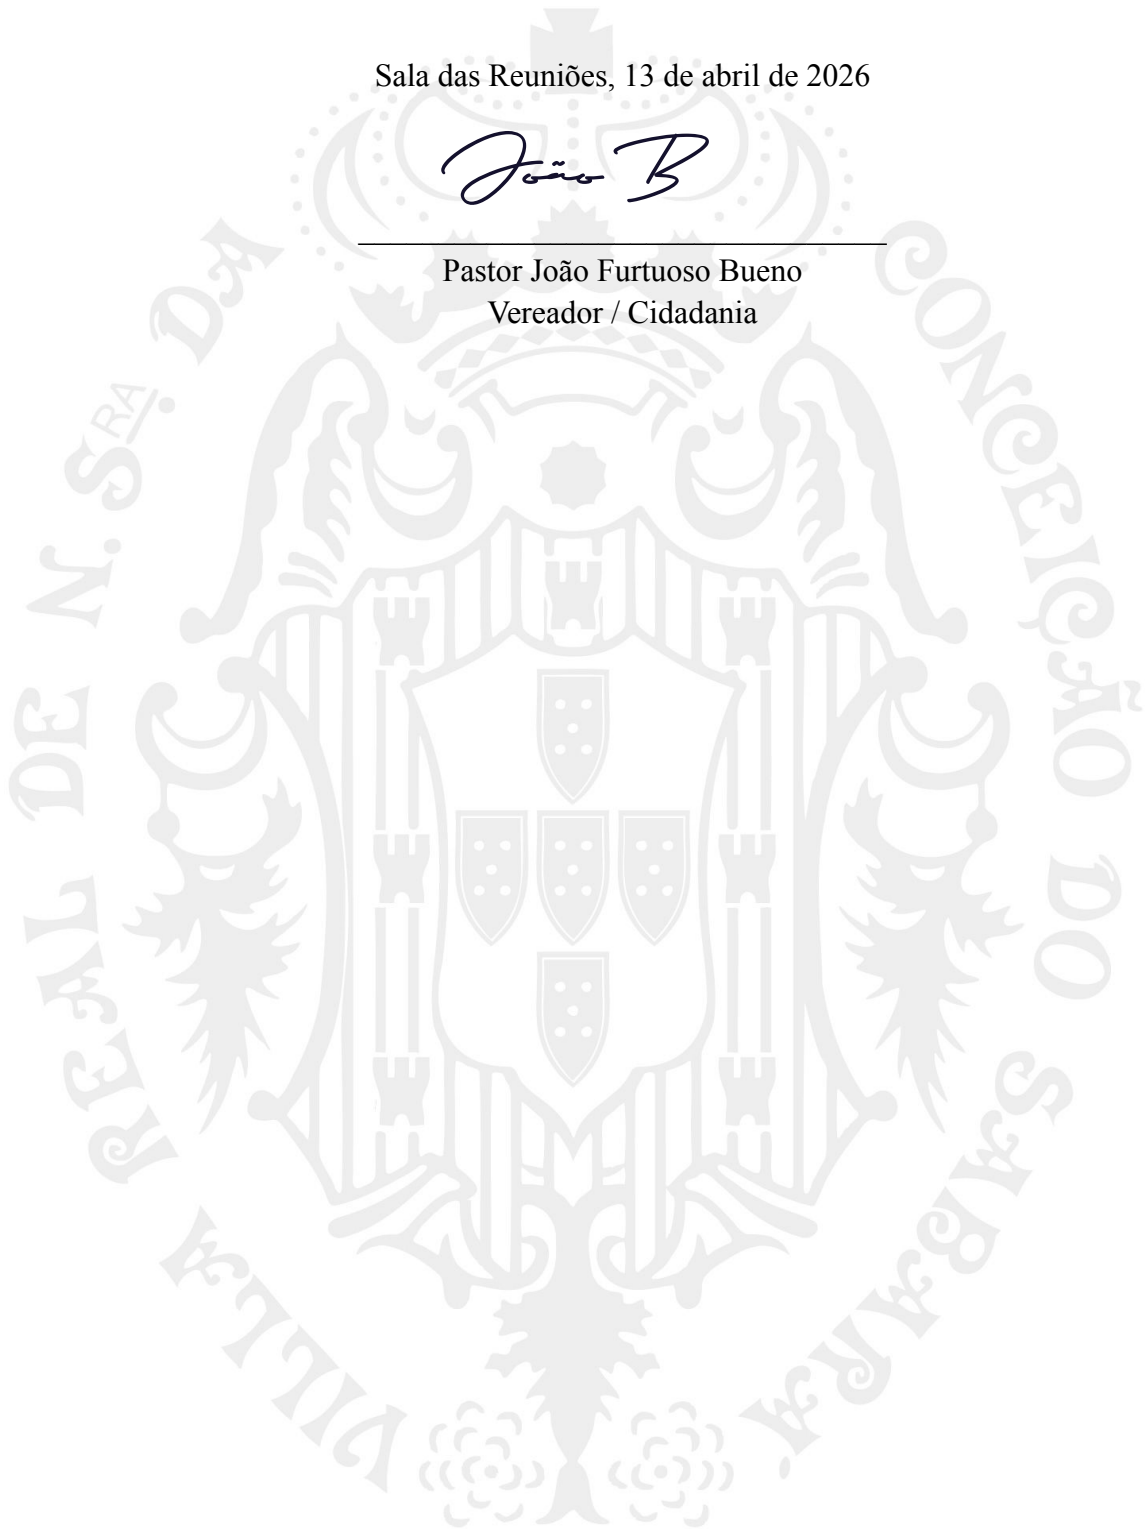 Sala das Reuniões, 13 de abril de 2026
João B
Pastor João Furtuoso Bueno
Vereador / Cidadania
VILLA REAL DE N. SRA. DA CONCEIÇÃO DO SABARÁ